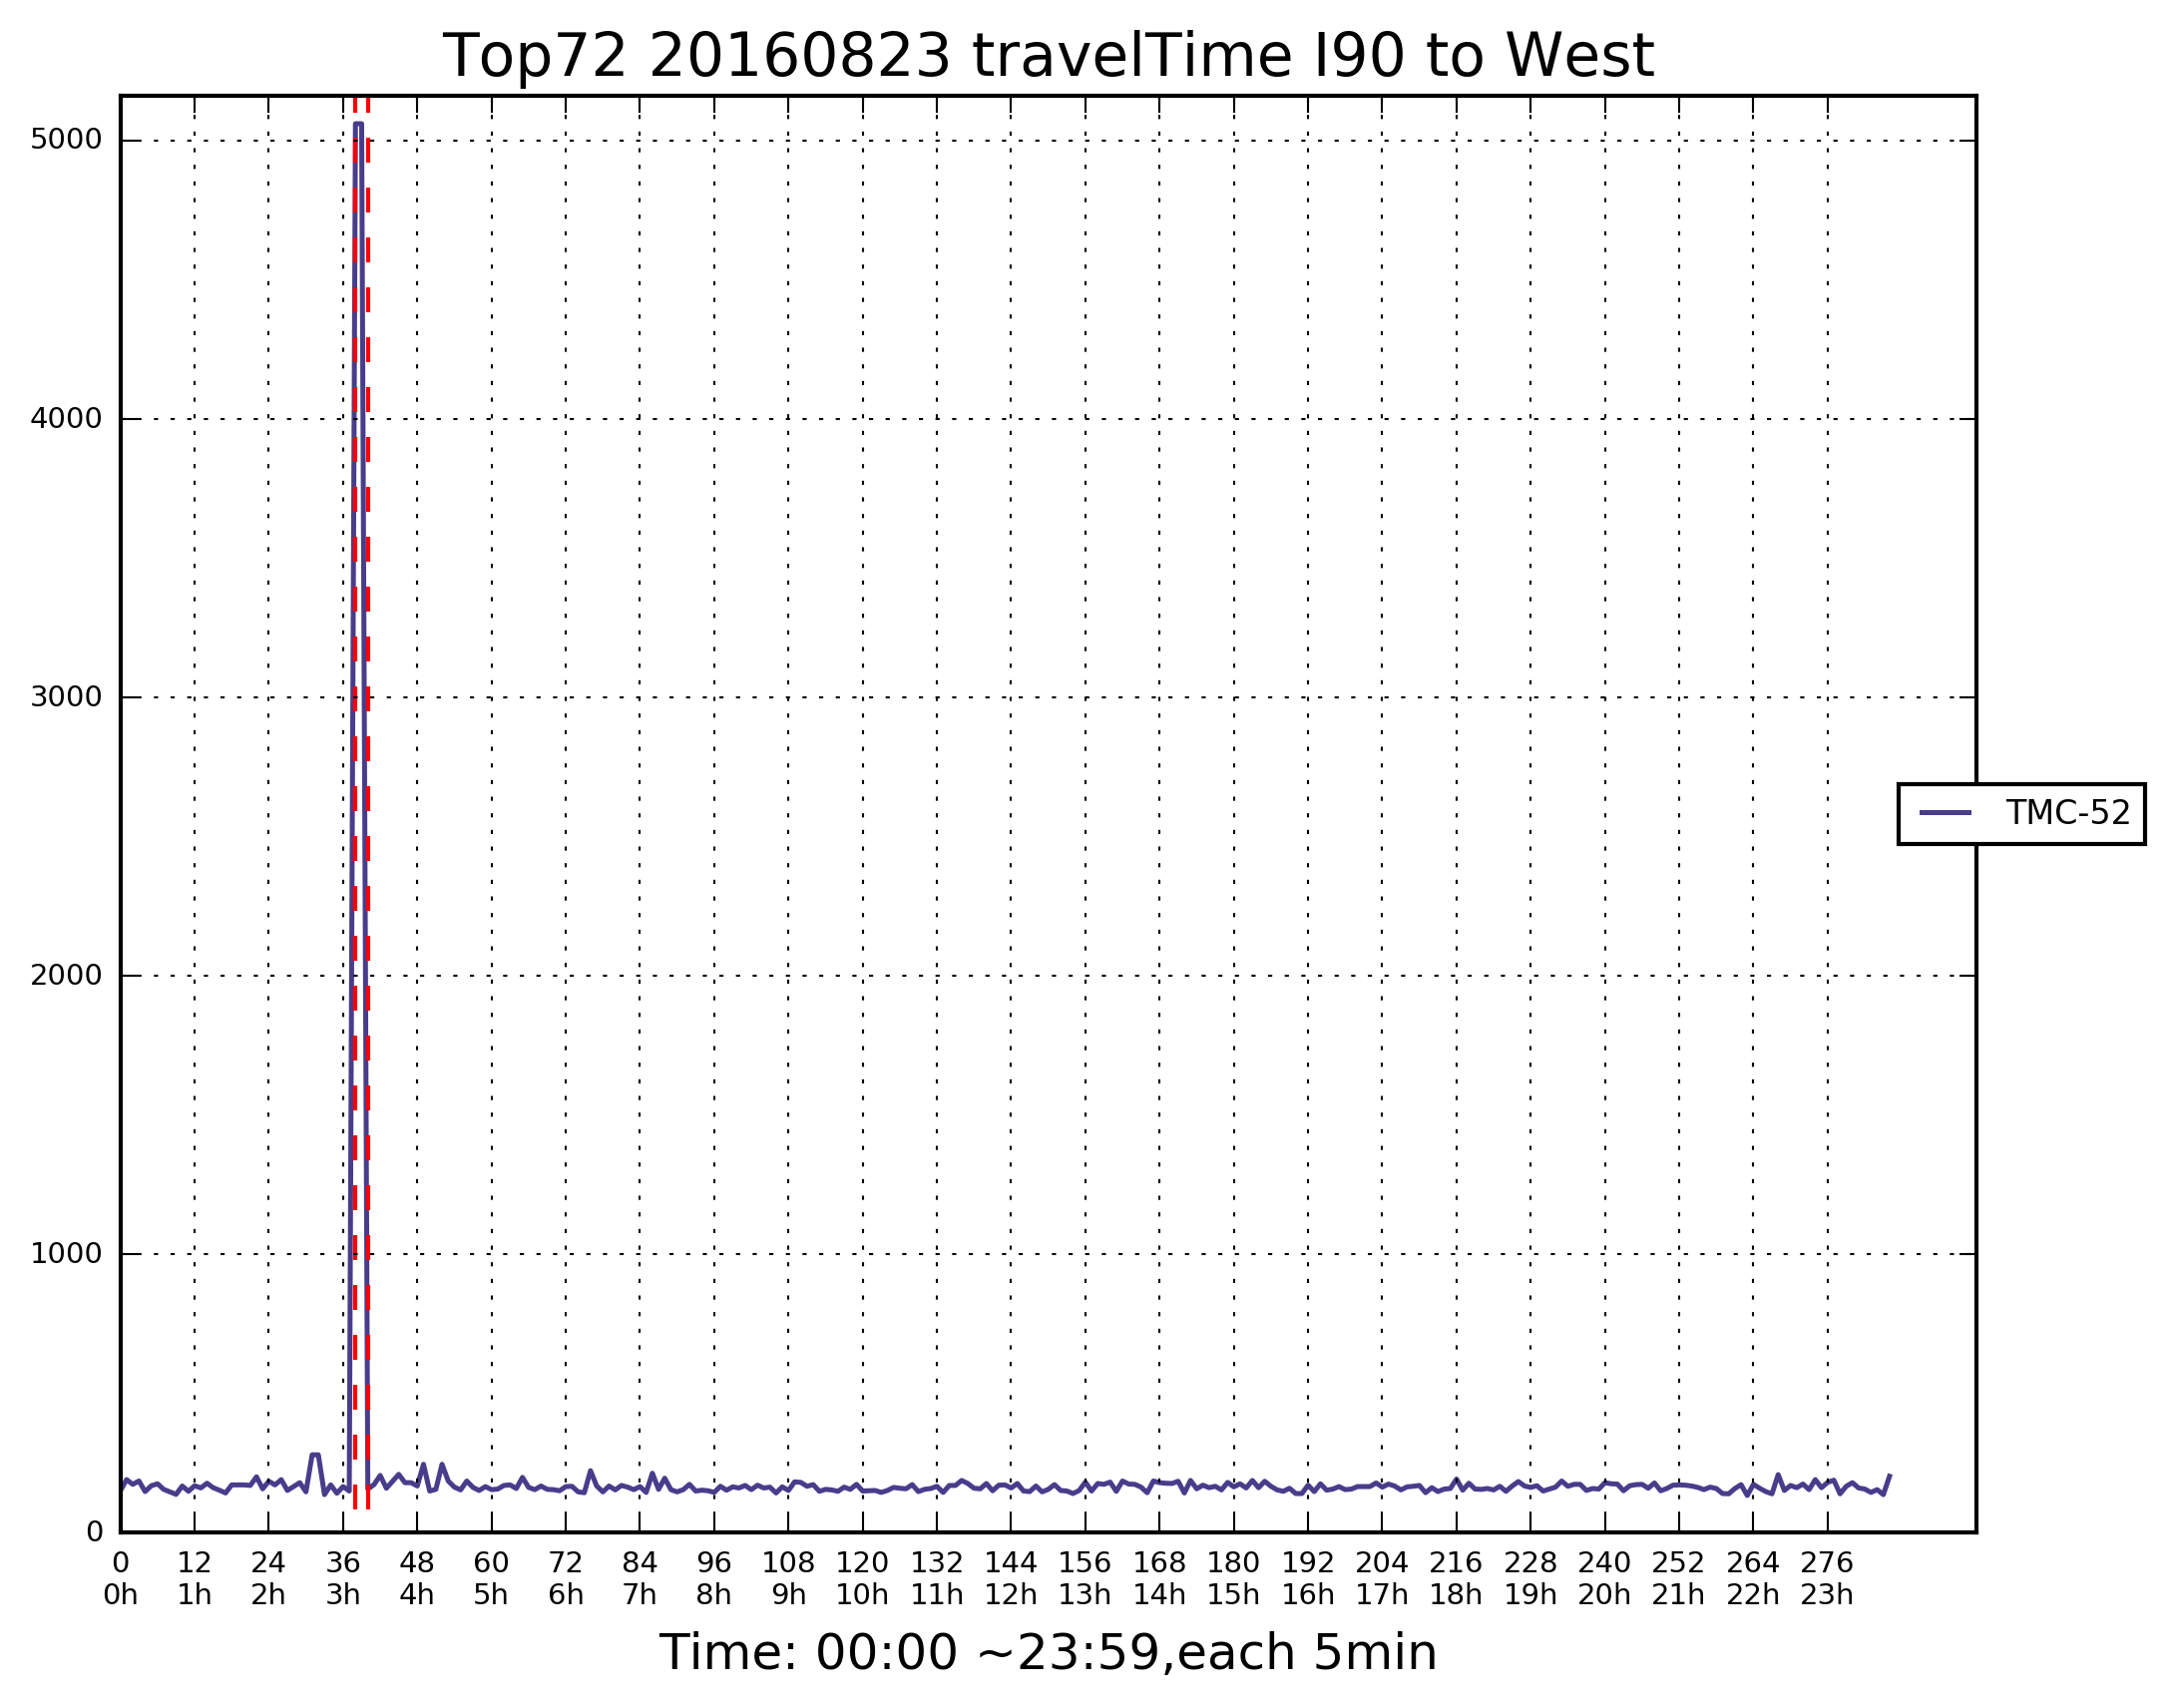 Top72 20160823 travelTime I90 to West
5000
4000
3000
2000
1000
0
TMC-52
0 12 24 36 48 60 72 84 96 108 120 132 144 156 168 180 192 204 216 228 240 252 264 276
0h 1h 2h 3h 4h 5h 6h 7h 8h 9h 10h 11h 12h 13h 14h 15h 16h 17h 18h 19h 20h 21h 22h 23h
Time: 00:00 ~23:59,each 5min